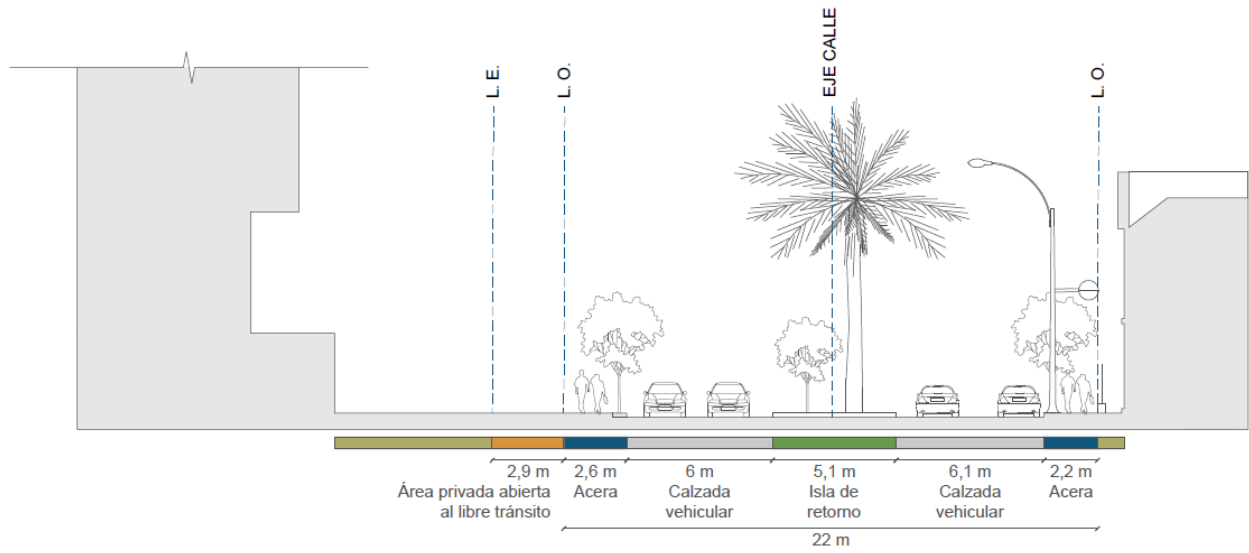 L. E.
L. O.
EJE CALLE
L. O.
2,9 m
Área privada abierta
al libre tránsito
2,6 m
Acera
6 m
Calzada
vehicular
5,1 m
Isla de
retorno
6,1 m
Calzada
vehicular
2,2 m
Acera
22 m